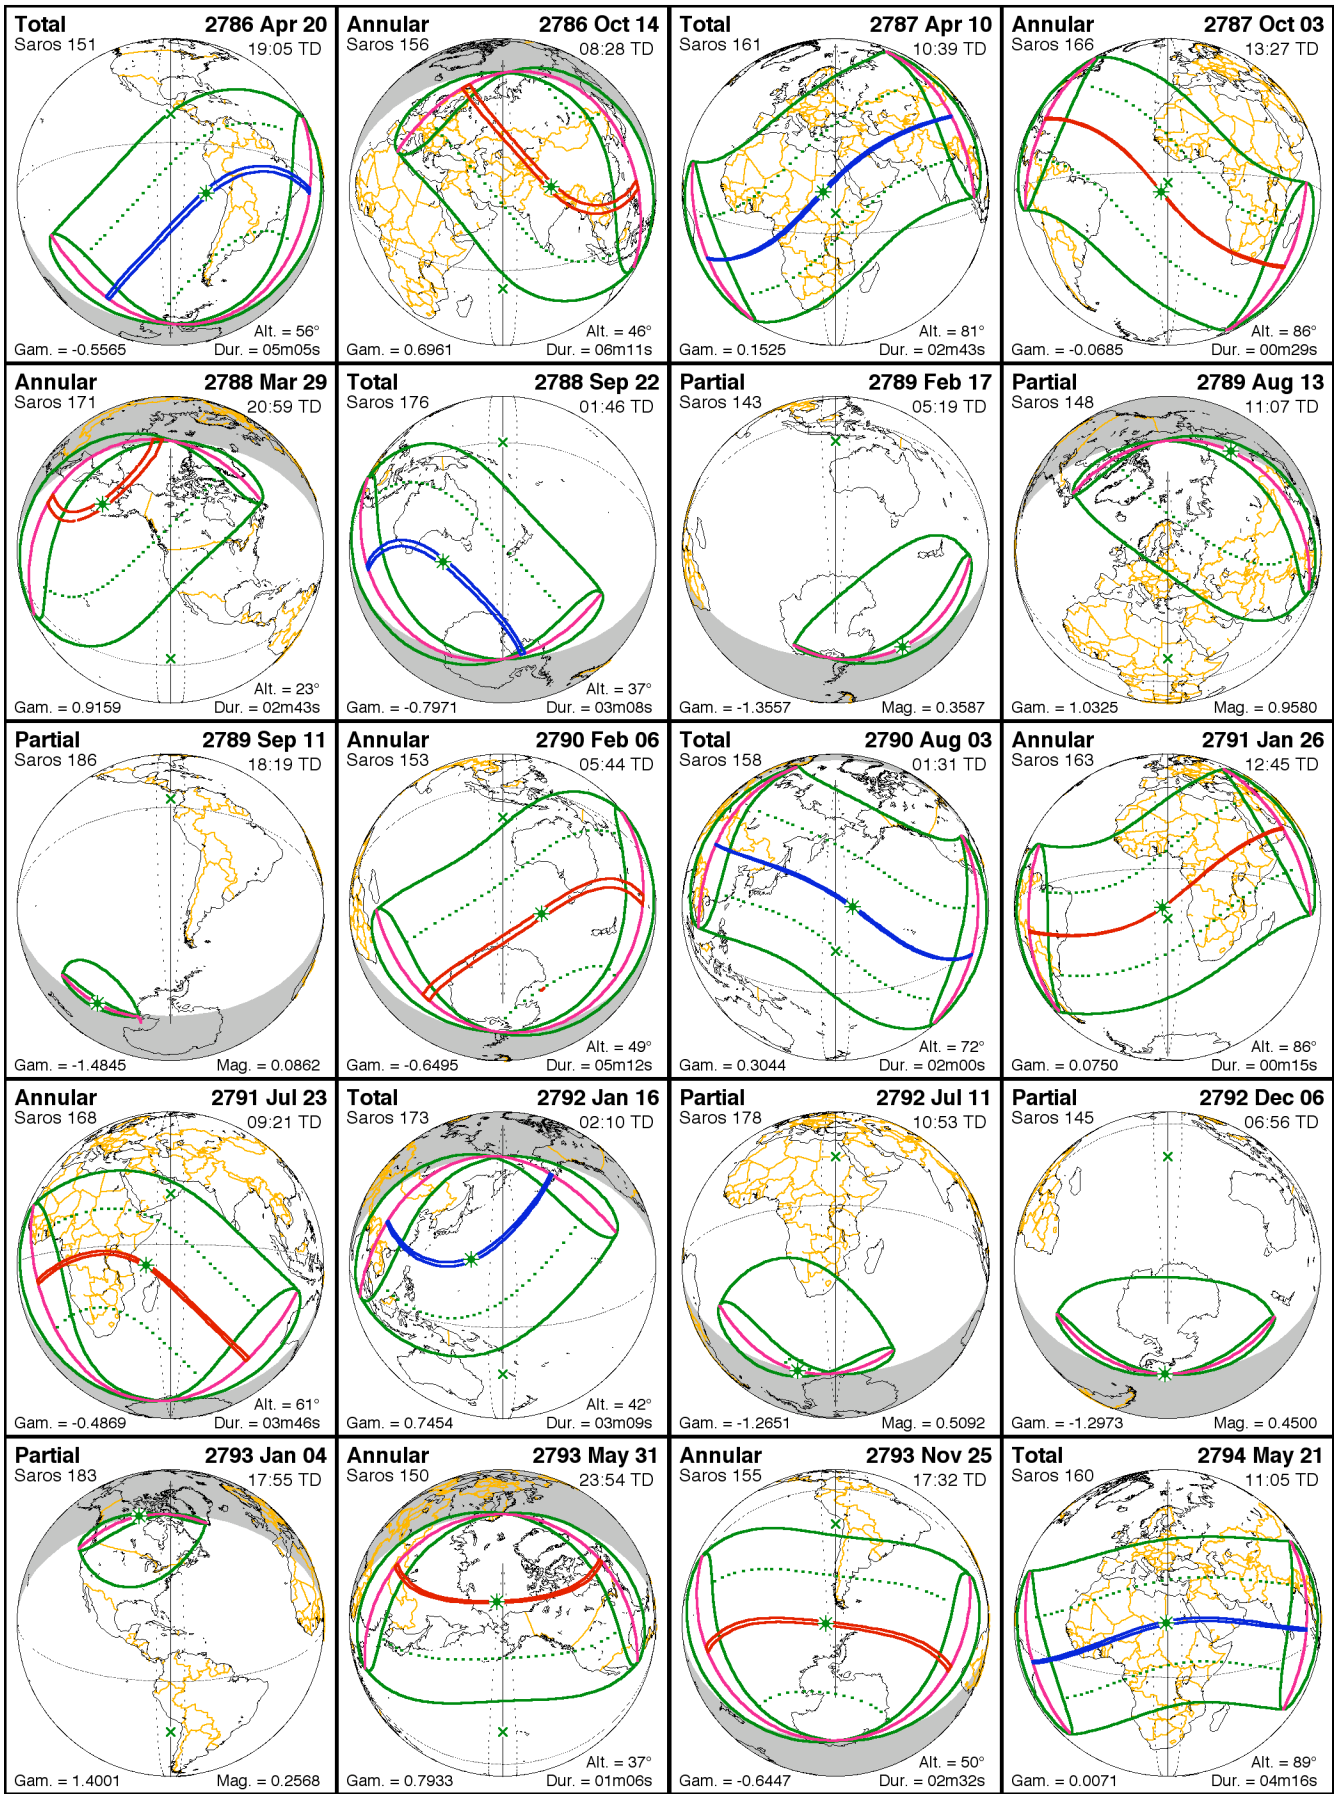 Total 2786 Apr 20
Saros 151 19:05 TD
Alt. = 56°
Gam. = -0.5565 Dur. = 05m05s
Annular 2786 Oct 14
Saros 156 08:28 TD
Alt. = 46°
Gam. = 0.6961 Dur. = 06m11s
Total 2787 Apr 10
Saros 161 10:39 TD
Alt. = 81°
Gam. = 0.1525 Dur. = 02m43s
Annular 2787 Oct 03
Saros 166 13:27 TD
Alt. = 86°
Gam. = -0.0685 Dur. = 00m29s
Annular 2788 Mar 29
Saros 171 20:59 TD
Alt. = 23°
Gam. = 0.9159 Dur. = 02m43s
Total 2788 Sep 22
Saros 176 01:46 TD
Alt. = 37°
Gam. = -0.7971 Dur. = 03m08s
Partial 2789 Feb 17
Saros 143 05:19 TD
Gam. = -1.3557 Mag. = 0.3587
Partial 2789 Aug 13
Saros 148 11:07 TD
Gam. = 1.0325 Mag. = 0.9580
Partial 2789 Sep 11
Saros 186 18:19 TD
Gam. = -1.4845 Mag. = 0.0862
Annular 2790 Feb 06
Saros 153 05:44 TD
Alt. = 49°
Gam. = -0.6495 Dur. = 05m12s
Total 2790 Aug 03
Saros 158 01:31 TD
Alt. = 72°
Gam. = 0.3044 Dur. = 02m00s
Annular 2791 Jan 26
Saros 163 12:45 TD
Alt. = 86°
Gam. = 0.0750 Dur. = 00m15s
Annular 2791 Jul 23
Saros 168 09:21 TD
Alt. = 61°
Gam. = -0.4869 Dur. = 03m46s
Total 2792 Jan 16
Saros 173 02:10 TD
Alt. = 42°
Gam. = 0.7454 Dur. = 03m09s
Partial 2792 Jul 11
Saros 178 10:53 TD
Gam. = -1.2651 Mag. = 0.5092
Partial 2792 Dec 06
Saros 145 06:56 TD
Gam. = -1.2973 Mag. = 0.4500
Partial 2793 Jan 04
Saros 183 17:55 TD
Gam. = 1.4001 Mag. = 0.2568
Annular 2793 May 31
Saros 150 23:54 TD
Alt. = 37°
Gam. = 0.7933 Dur. = 01m06s
Annular 2793 Nov 25
Saros 155 17:32 TD
Alt. = 50°
Gam. = -0.6447 Dur. = 02m32s
Total 2794 May 21
Saros 160 11:05 TD
Alt. = 89°
Gam. = 0.0071 Dur. = 04m16s